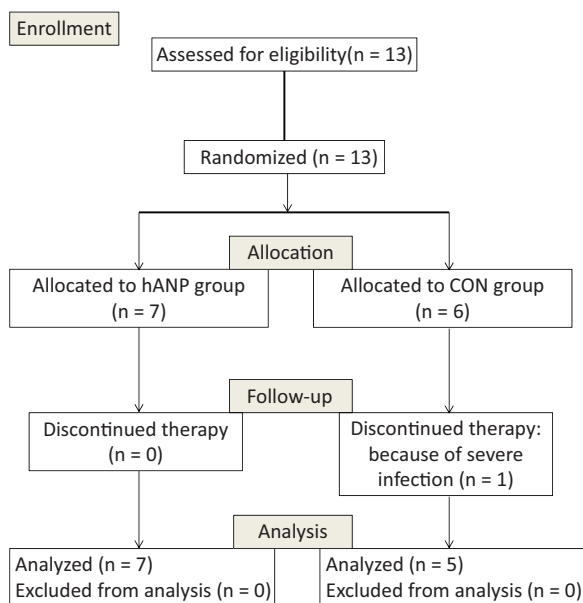 Enrollment
Assessed for eligibility(n = 13)
Randomized (n = 13)
Allocation
Allocated to hANP group
(n = 7)
Allocated to CON group
(n = 6)
Follow-up
Discontinued therapy
(n = 0)
Discontinued therapy:
because of severe
infection (n = 1)
Analysis
Analyzed (n = 7)
Excluded from analysis (n = 0)
Analyzed (n = 5)
Excluded from analysis (n = 0)